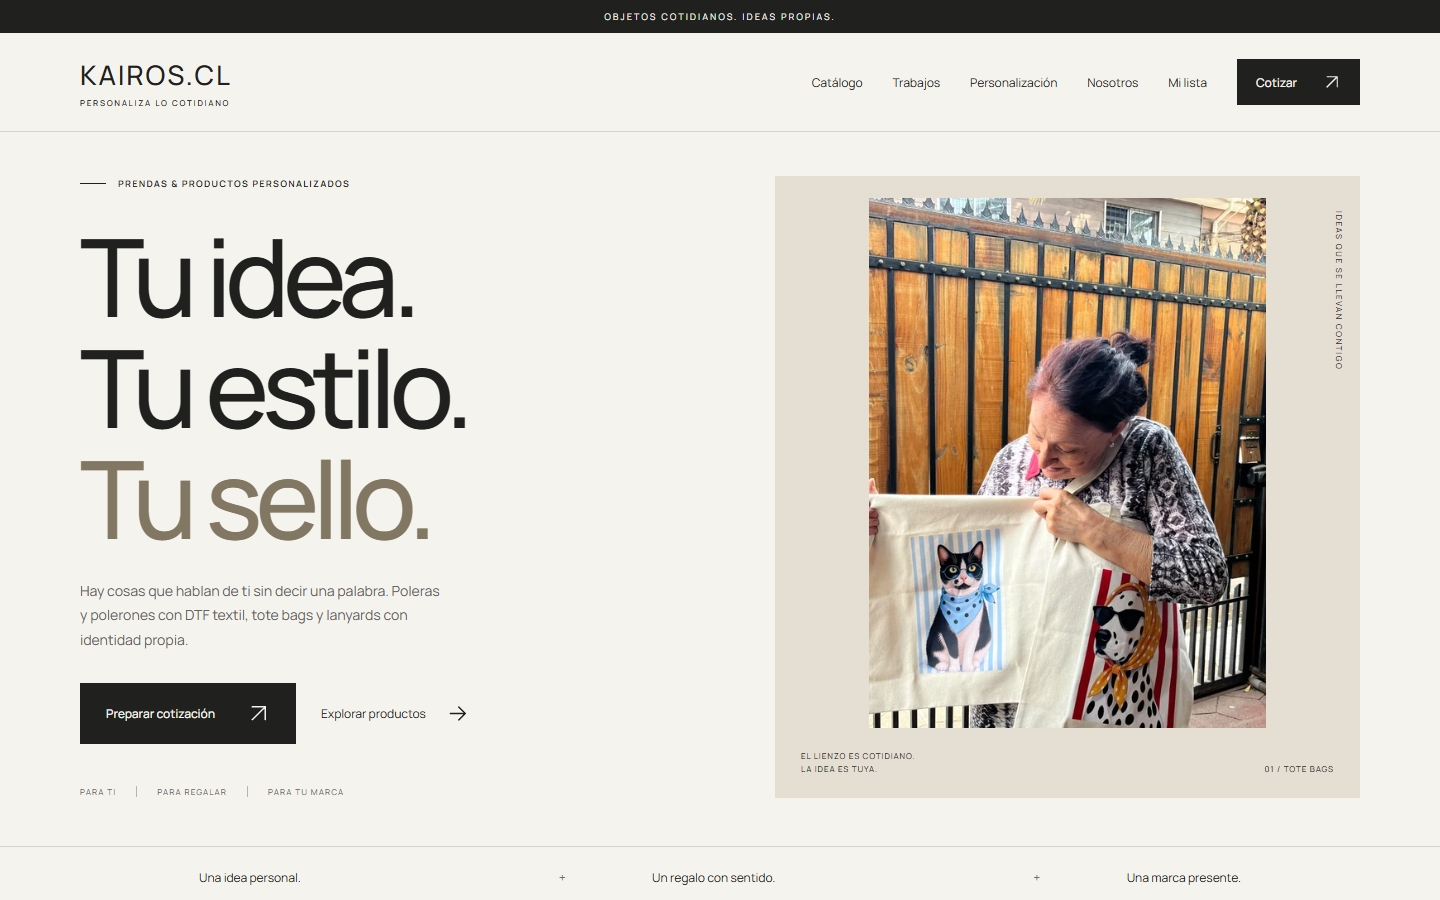 OBJETOS COTIDIANOS. IDEAS PROPIAS.
KAIROS.CL
PERSONALIZA LO COTIDIANO
Catálogo
Trabajos
Personalización
Nosotros
Mi lista
Cotizar
PRENDAS & PRODUCTOS PERSONALIZADOS
Tu idea.
Tu estilo.
Tu sello.
Hay cosas que hablan de ti sin decir una palabra. Poleras
y polerones con DTF textil, tote bags y lanyards con
identidad propia.
Preparar cotización
Explorar productos
PARA TI
PARA REGALAR
PARA TU MARCA
IDEAS QUE SE LLEVAN CONTIGO
EL LIENZO ES COTIDIANO.
LA IDEA ES TUYA.
01 / TOTE BAGS
Una idea personal.
+
Un regalo con sentido.
+
Una marca presente.